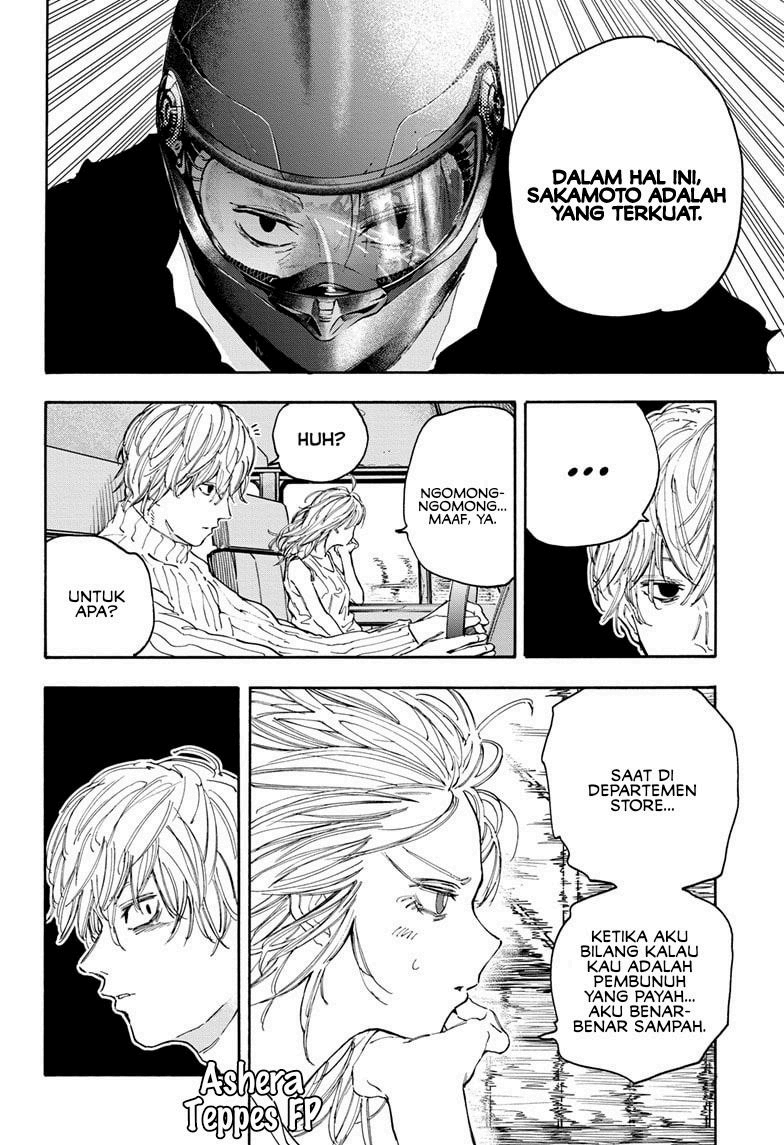 DALAM HAL INI,
SAKAMOTO ADALAH
YANG TERKUAT.
...
NGOMONG-
NGOMONG...
MAAF, YA.
HUH?
UNTUK
APA?
SAAT DI
DEPARTEMEN
STORE...
KETIKA AKU
BILANG KALAU
KAU ADALAH
PEMBUNUH
YANG PAYAH...
AKU BENAR-
BENAR SAMPAH.
Ashera
Teppes FP